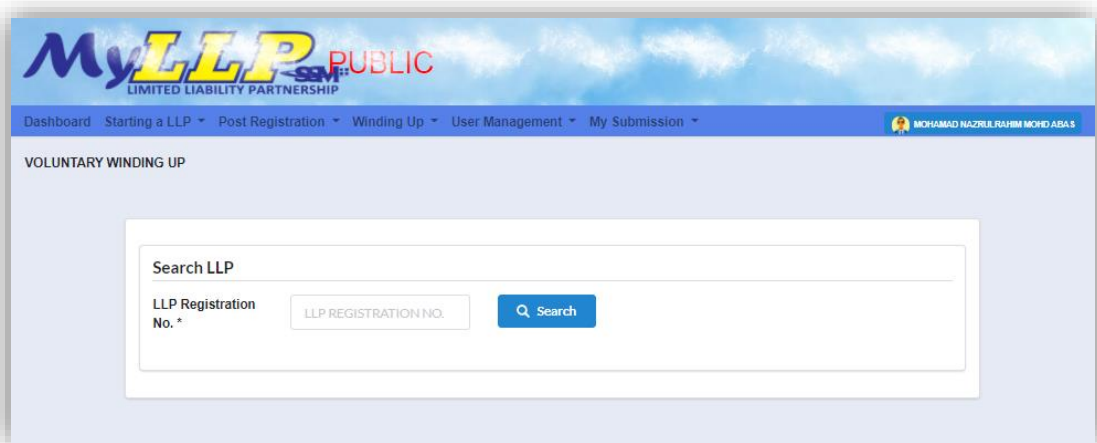 MyLLP SSM PUBLIC
LIMITED LIABILITY PARTNERSHIP
Dashboard Starting a LLP Post Registration Winding Up User Management My Submission MOHAMAD NAZRULRAHIM MOHD ABAS
VOLUNTARY WINDING UP
Search LLP
LLP Registration
No. *
LLP REGISTRATION NO.
Search